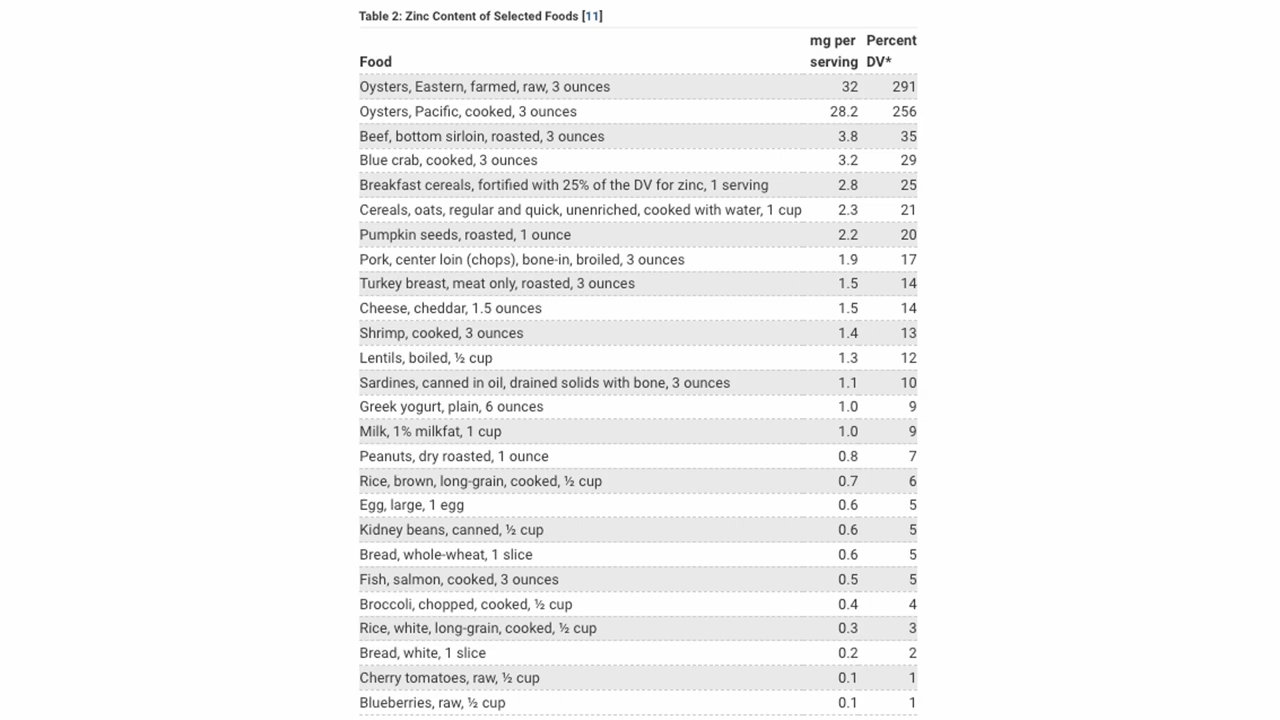 Table 2: Zinc Content of Selected Foods [11]
Food mg per serving Percent DV*
Oysters, Eastern, farmed, raw, 3 ounces 32 291
Oysters, Pacific, cooked, 3 ounces 28.2 256
Beef, bottom sirloin, roasted, 3 ounces 3.8 35
Blue crab, cooked, 3 ounces 3.2 29
Breakfast cereals, fortified with 25% of the DV for zinc, 1 serving 2.8 25
Cereals, oats, regular and quick, unenriched, cooked with water, 1 cup 2.3 21
Pumpkin seeds, roasted, 1 ounce 2.2 20
Pork, center loin (chops), bone-in, broiled, 3 ounces 1.9 17
Turkey breast, meat only, roasted, 3 ounces 1.5 14
Cheese, cheddar, 1.5 ounces 1.5 14
Shrimp, cooked, 3 ounces 1.4 13
Lentils, boiled, ½ cup 1.3 12
Sardines, canned in oil, drained solids with bone, 3 ounces 1.1 10
Greek yogurt, plain, 6 ounces 1.0 9
Milk, 1% milkfat, 1 cup 1.0 9
Peanuts, dry roasted, 1 ounce 0.8 7
Rice, brown, long-grain, cooked, ½ cup 0.7 6
Egg, large, 1 egg 0.6 5
Kidney beans, canned, ½ cup 0.6 5
Bread, whole-wheat, 1 slice 0.6 5
Fish, salmon, cooked, 3 ounces 0.5 5
Broccoli, chopped, cooked, ½ cup 0.4 4
Rice, white, long-grain, cooked, ½ cup 0.3 3
Bread, white, 1 slice 0.2 2
Cherry tomatoes, raw, ½ cup 0.1 1
Blueberries, raw, ½ cup 0.1 1